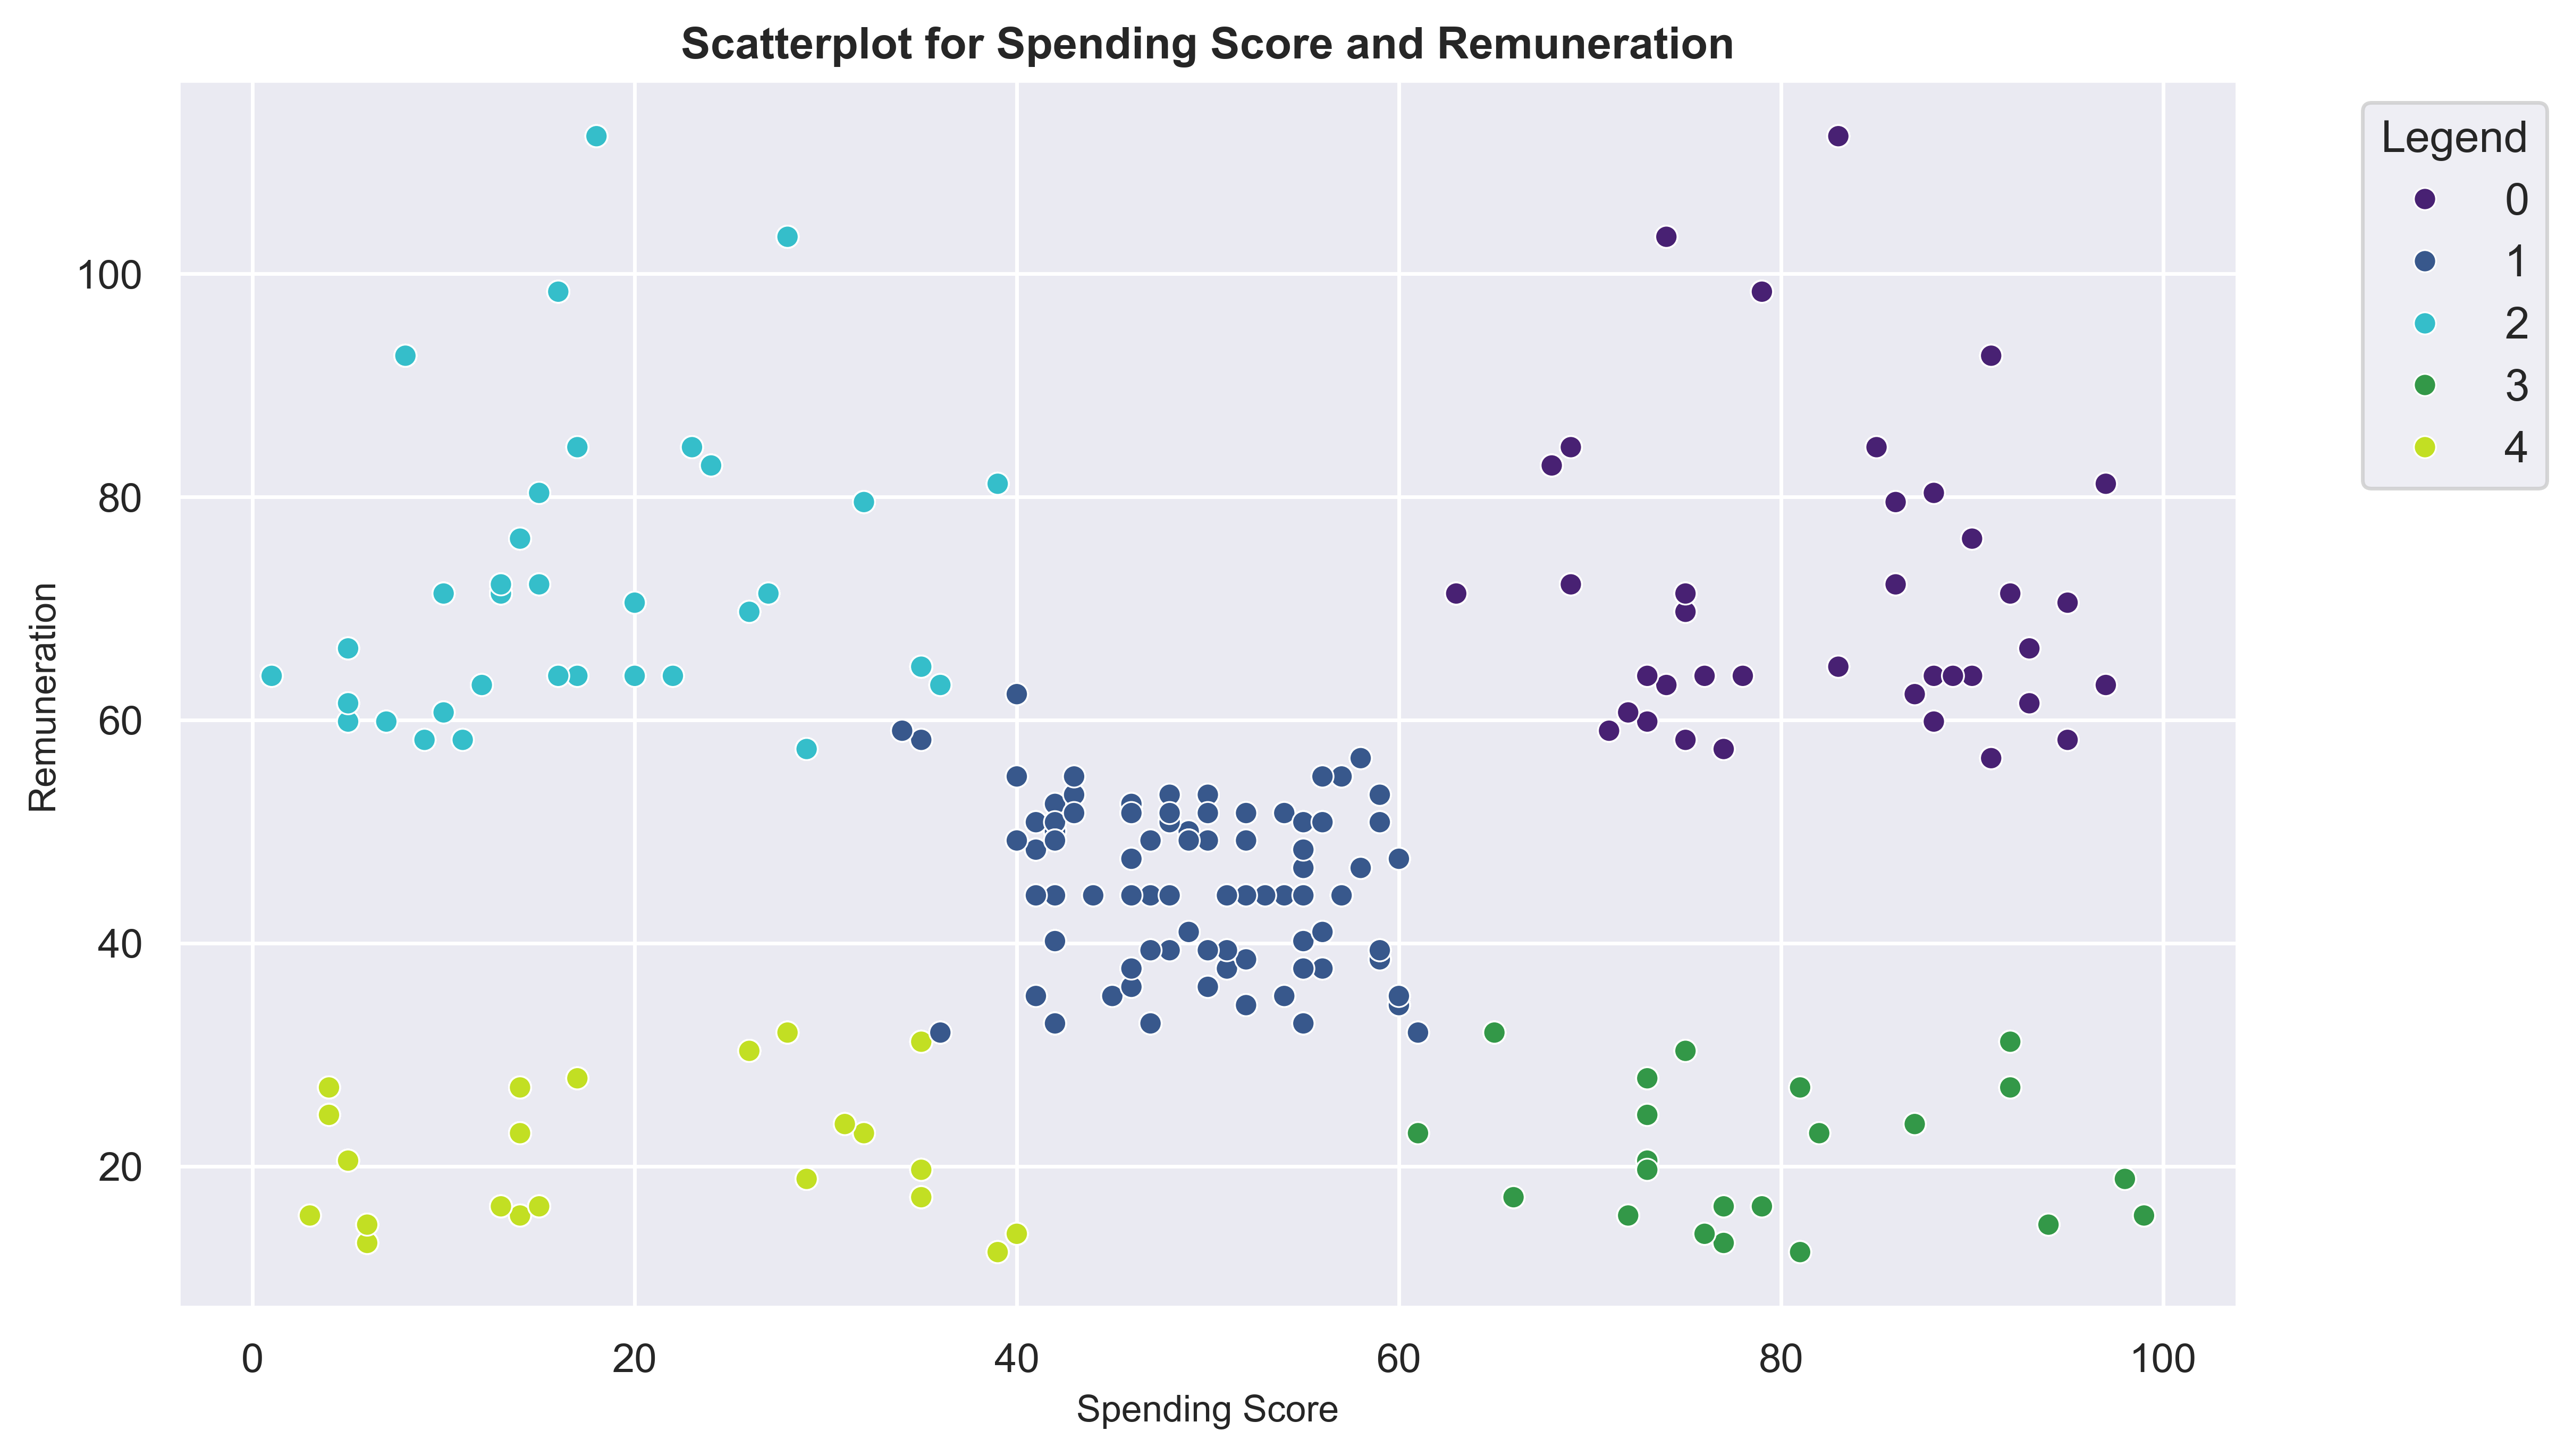 Scatterplot for Spending Score and Remuneration
Legend
0
1
2
3
4
100
80
60
40
20
Remuneration
0 20 40 60 80 100
Spending Score